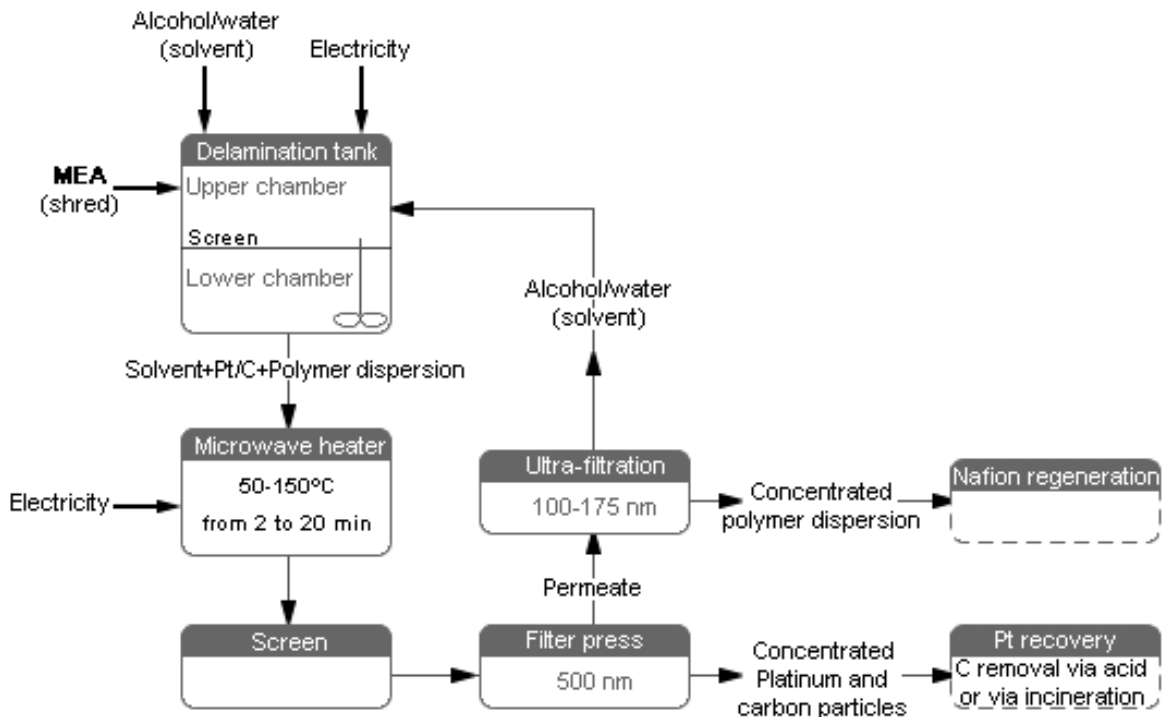 Alcohol/water
(solvent)
Electricity
Delamination tank
MEA
(shred)
Upper chamber
Screen
Lower chamber
Alcohol/water
(solvent)
Solvent+Pt/C+Polymer dispersion
Microwave heater
50-150ºC
from 2 to 20 min
Electricity
Ultra-filtration
100-175 nm
Concentrated
polymer dispersion
Nafion regeneration
Permeate
Screen
Filter press
500 nm
Concentrated
Platinum and
carbon particles
Pt recovery
C removal via acid
or via incineration